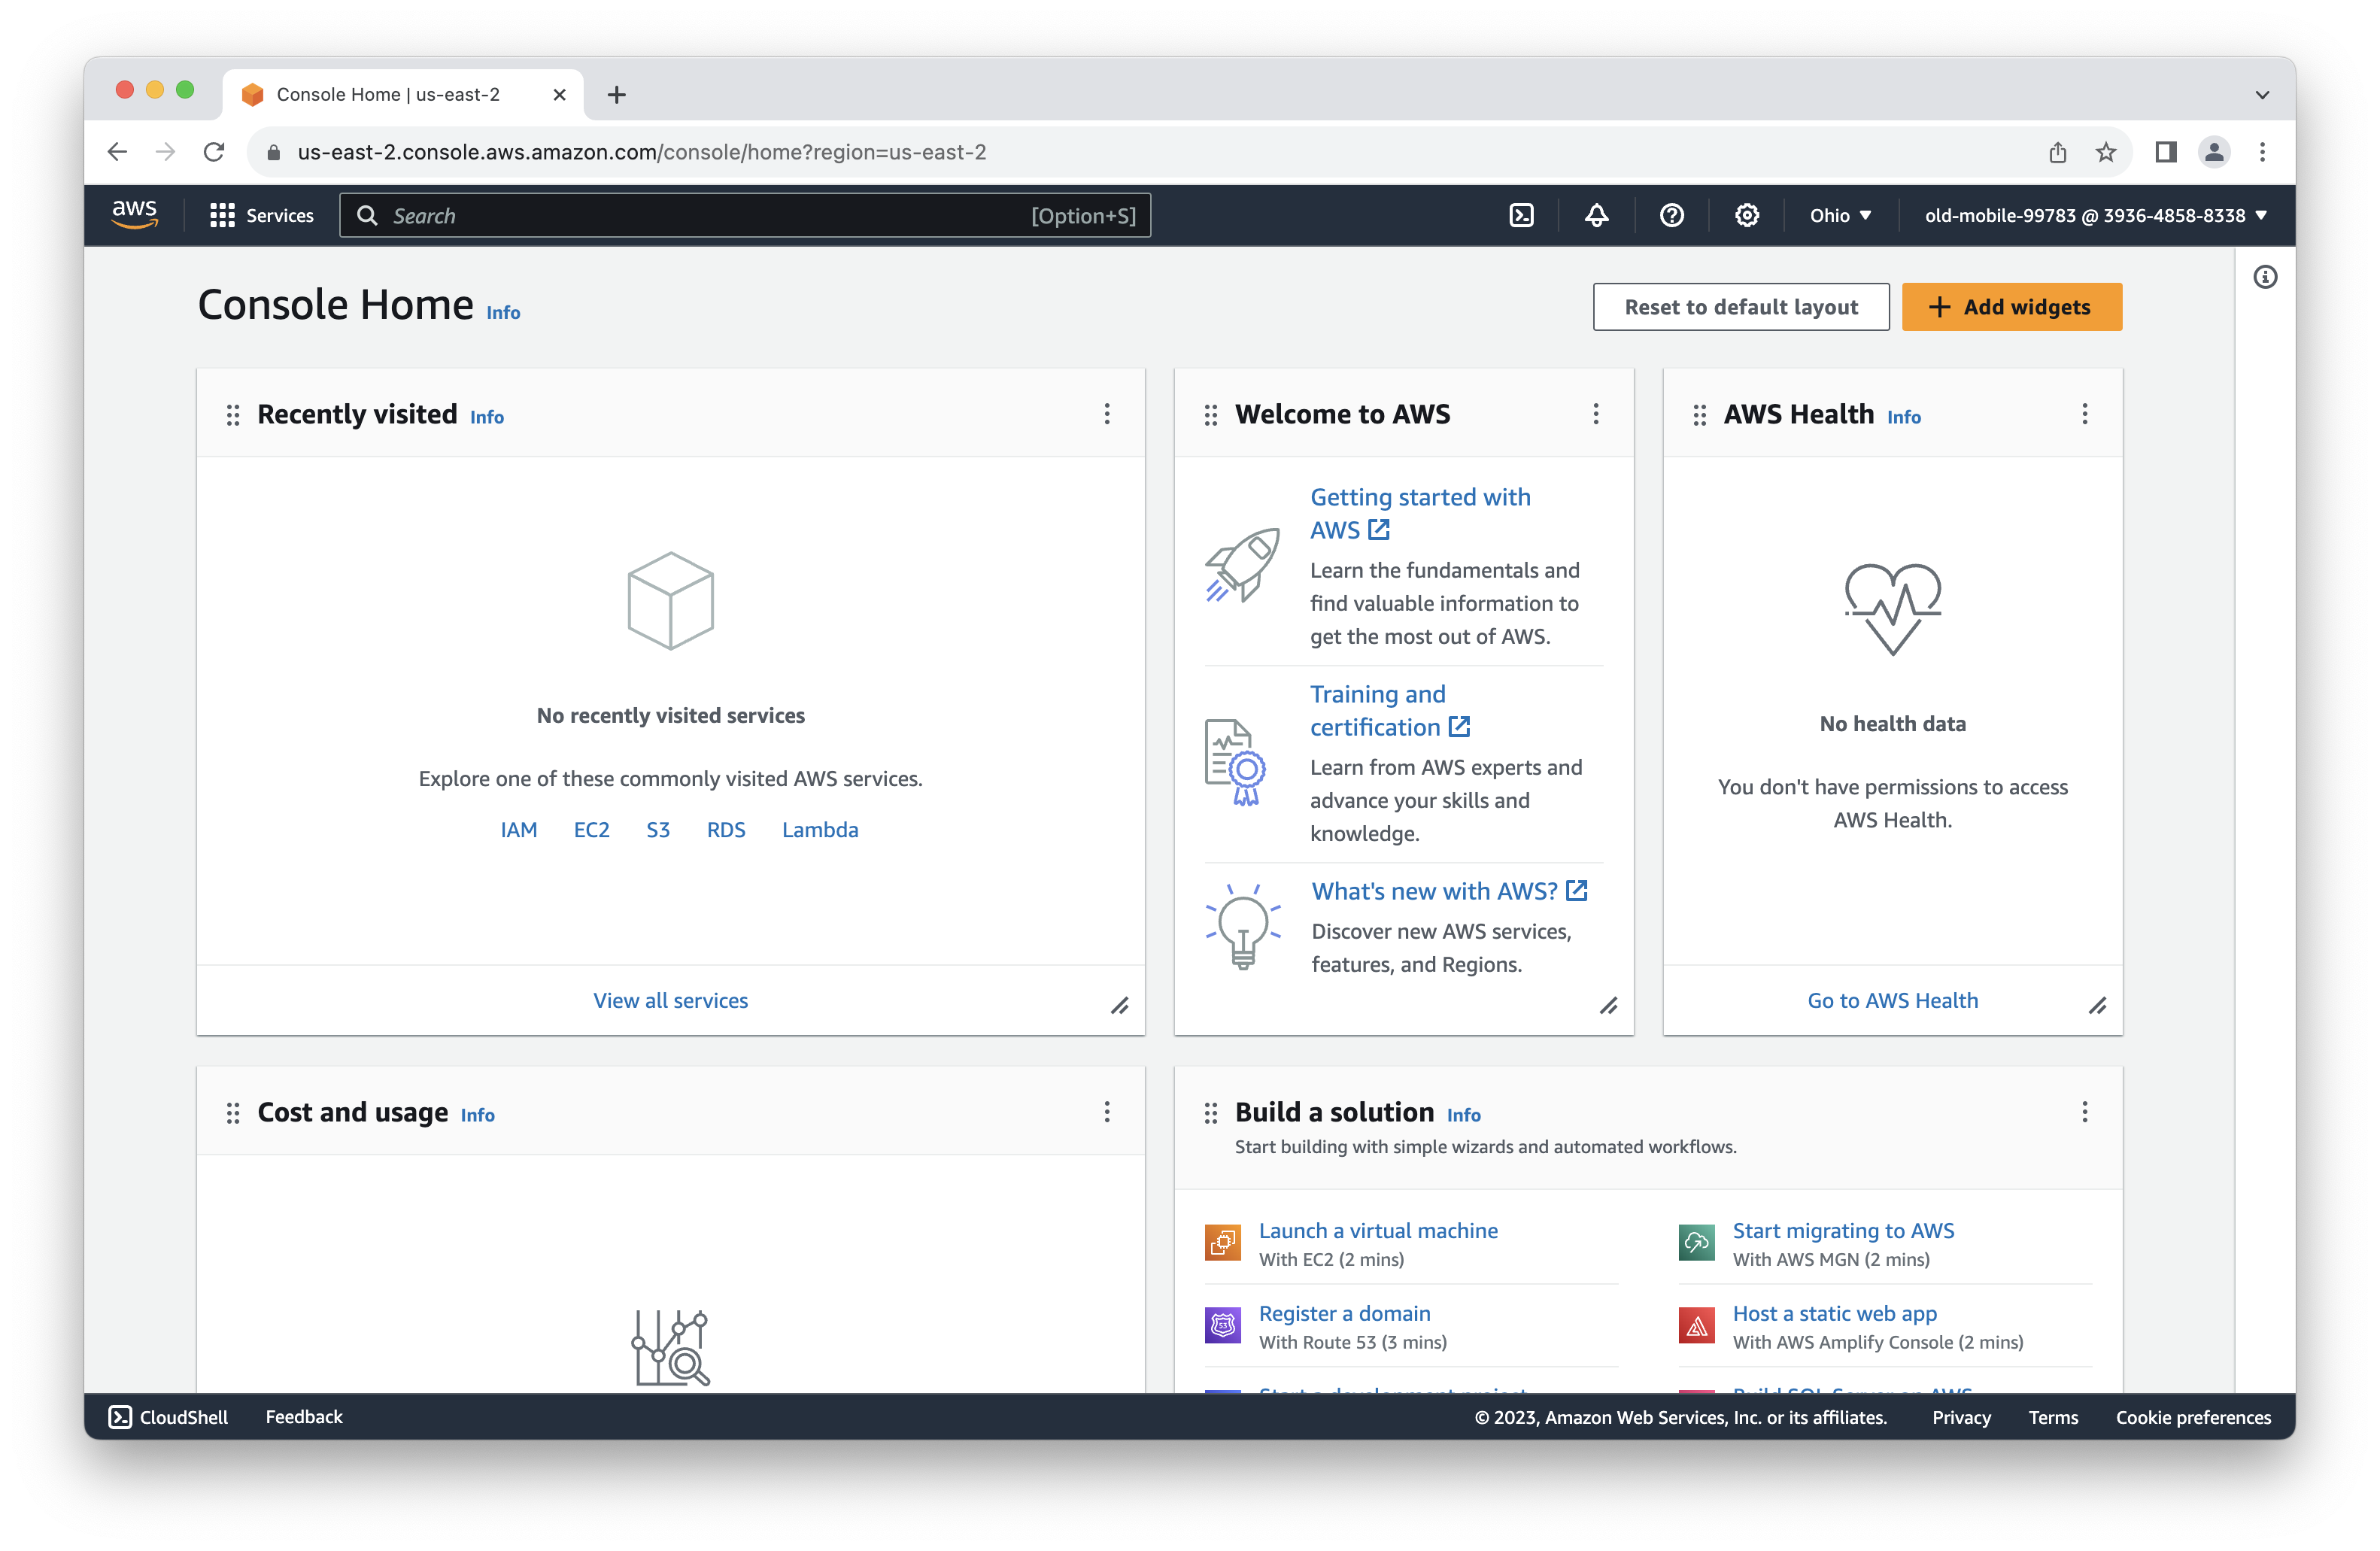 Console Home | us-east-2
us-east-2.console.aws.amazon.com/console/home?region=us-east-2
aws
Services
Search
[Option+S]
Ohio
old-mobile-99783 @ 3936-4858-8338
Console Home Info
Reset to default layout
Add widgets
Recently visited Info
No recently visited services
Explore one of these commonly visited AWS services.
IAM EC2 S3 RDS Lambda
View all services
Welcome to AWS
Getting started with
AWS
Learn the fundamentals and
find valuable information to
get the most out of AWS.
Training and
certification
Learn from AWS experts and
advance your skills and
knowledge.
What's new with AWS?
Discover new AWS services,
features, and Regions.
AWS Health Info
No health data
You don't have permissions to access
AWS Health.
Go to AWS Health
Cost and usage Info
Build a solution Info
Start building with simple wizards and automated workflows.
Launch a virtual machine
With EC2 (2 mins)
Start migrating to AWS
With AWS MGN (2 mins)
53
Register a domain
With Route 53 (3 mins)
Host a static web app
With AWS Amplify Console (2 mins)
Start a development project
Build SQL Server on AWS
CloudShell
Feedback
© 2023, Amazon Web Services, Inc. or its affiliates.
Privacy
Terms
Cookie preferences